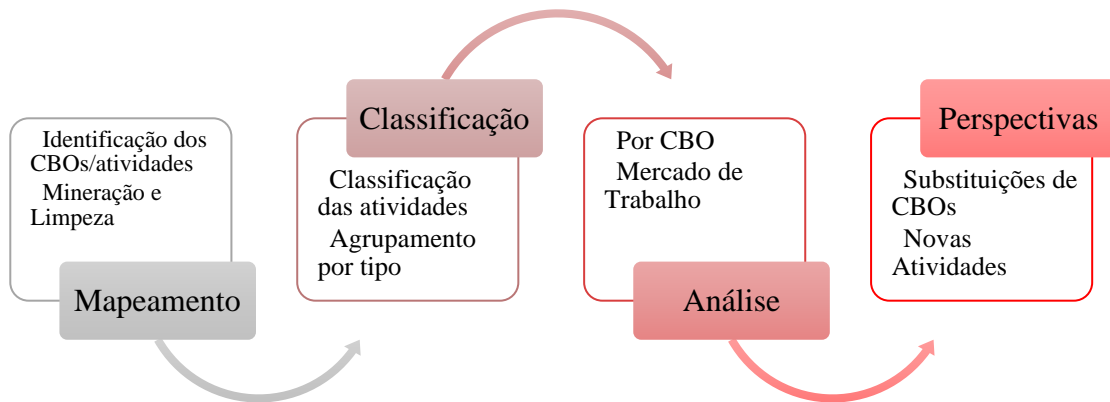 Identificação dos
CBOs/atividades
Mineração e
Limpeza
Mapeamento
Classificação
Classificação
das atividades
Agrupamento
por tipo
Por CBO
Mercado de
Trabalho
Análise
Perspectivas
Substituições de
CBOs
Novas
Atividades